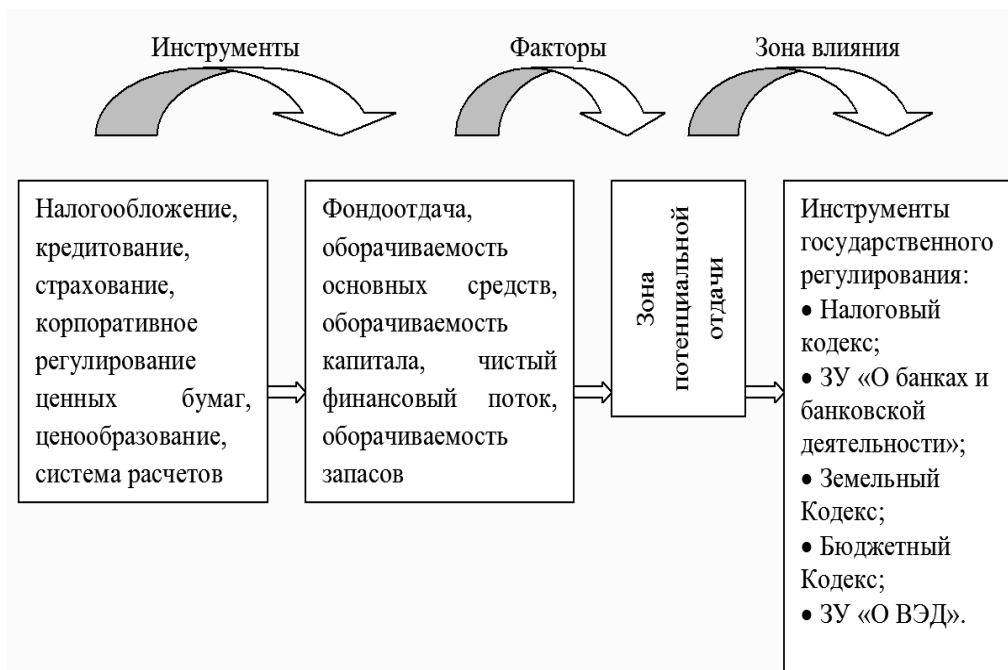 Инструменты
Факторы
Зона влияния
Налогообложение,
кредитование,
страхование,
корпоративное
регулирование
ценных бумаг,
ценообразование,
система расчетов
Фондоотдача,
оборачиваемость
основных средств,
оборачиваемость
капитала, чистый
финансовый поток,
оборачиваемость
запасов
Зона
потенциальной
отдачи
Инструменты
государственного
регулирования:
• Налоговый
кодекс;
• ЗУ «О банках и
банковской
деятельности»;
• Земельный
Кодекс;
• Бюджетный
Кодекс;
• ЗУ «О ВЭД».